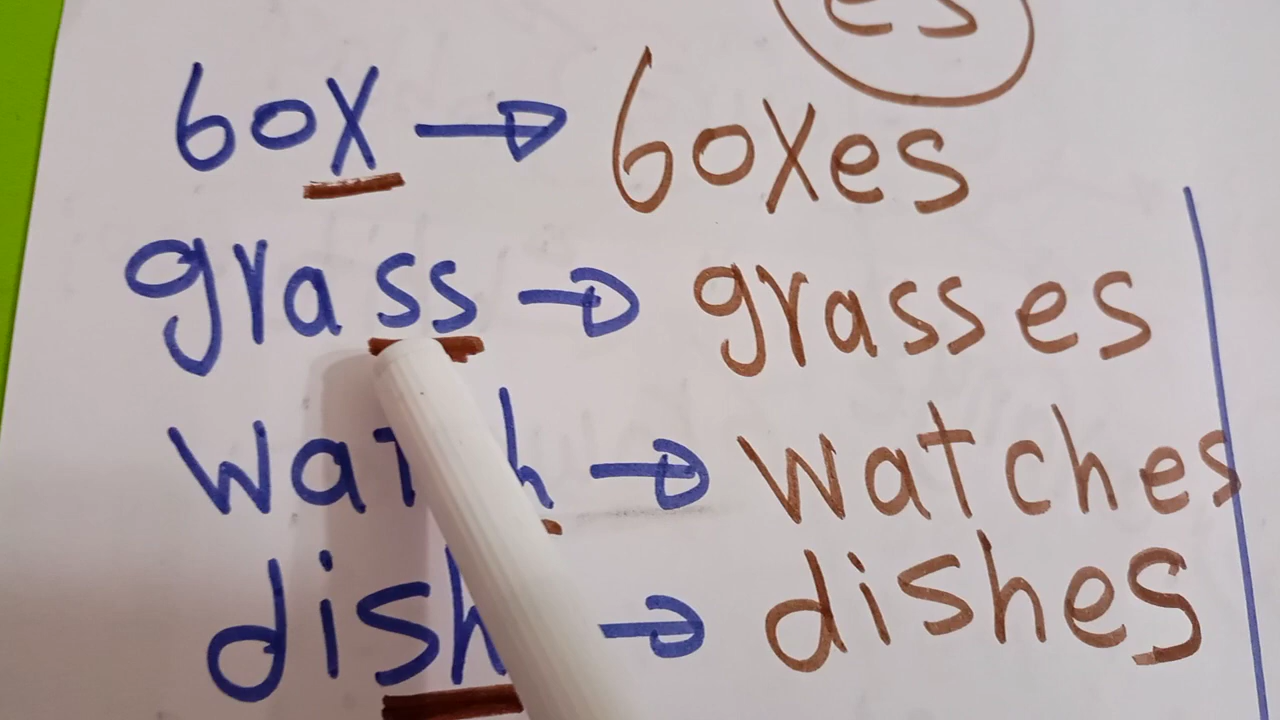 es
box → boxes
grass → grasses
→ watches
dish → dishes